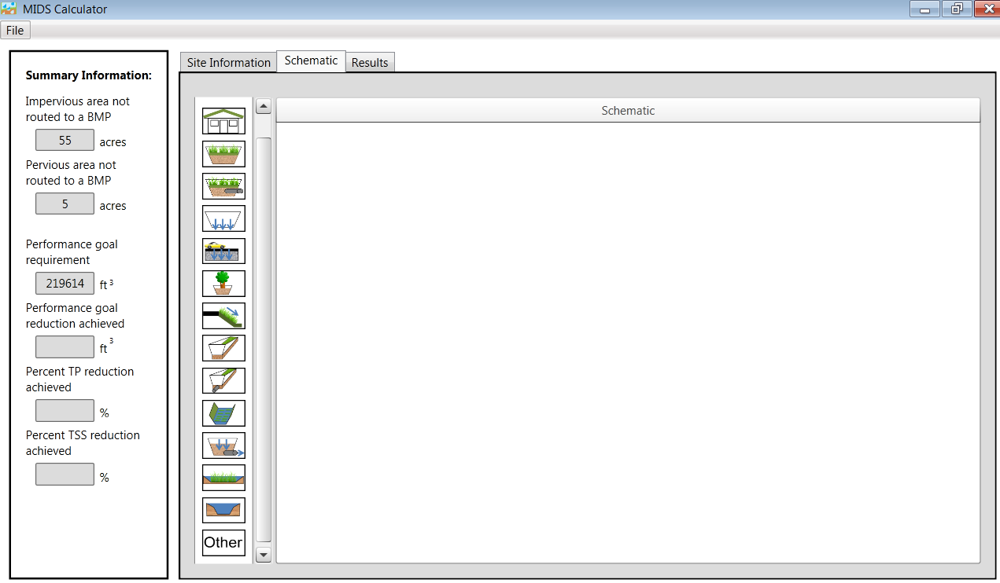 MIDS Calculator
File
Summary Information:
Impervious area not
routed to a BMP
55 acres
Pervious area not
routed to a BMP
5 acres
Performance goal
requirement
219614 ft 3
Performance goal
reduction achieved
ft 3
Percent TP reduction
achieved
%
Percent TSS reduction
achieved
%
Site Information Schematic Results
Schematic
Other